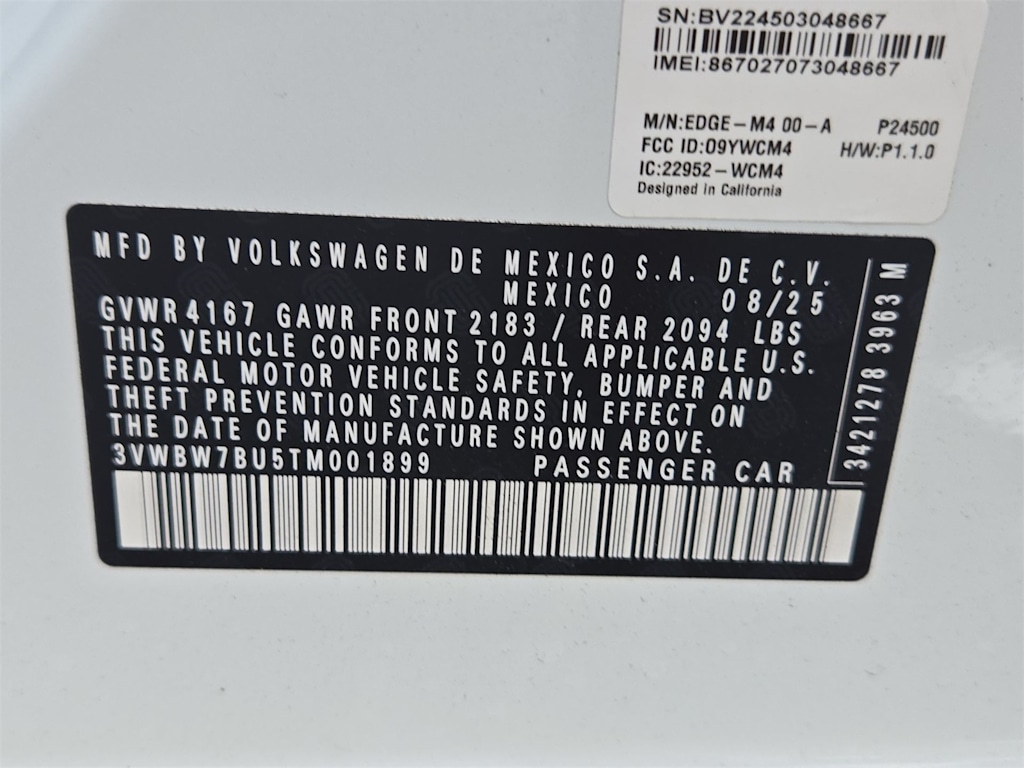 SN:BV224503048667
IMEI:867027073048667
M/N:EDGE-M4 00-A P24500
FCC ID:O9YWCM4 H/W:P1.1.0
IC:22952-WCM4
Designed in California
MFD BY VOLKSWAGEN DE MEXICO S.A. DE C.V.
MEXICO 08/25
GVWR 4167 GAWR FRONT 2183 / REAR 2094 LBS
THIS VEHICLE CONFORMS TO ALL APPLICABLE U.S.
FEDERAL MOTOR VEHICLE SAFETY, BUMPER AND
THEFT PREVENTION STANDARDS IN EFFECT ON
THE DATE OF MANUFACTURE SHOWN ABOVE.
3VWBW7BU5TM001899 PASSENGER CAR
3421278 3963 M